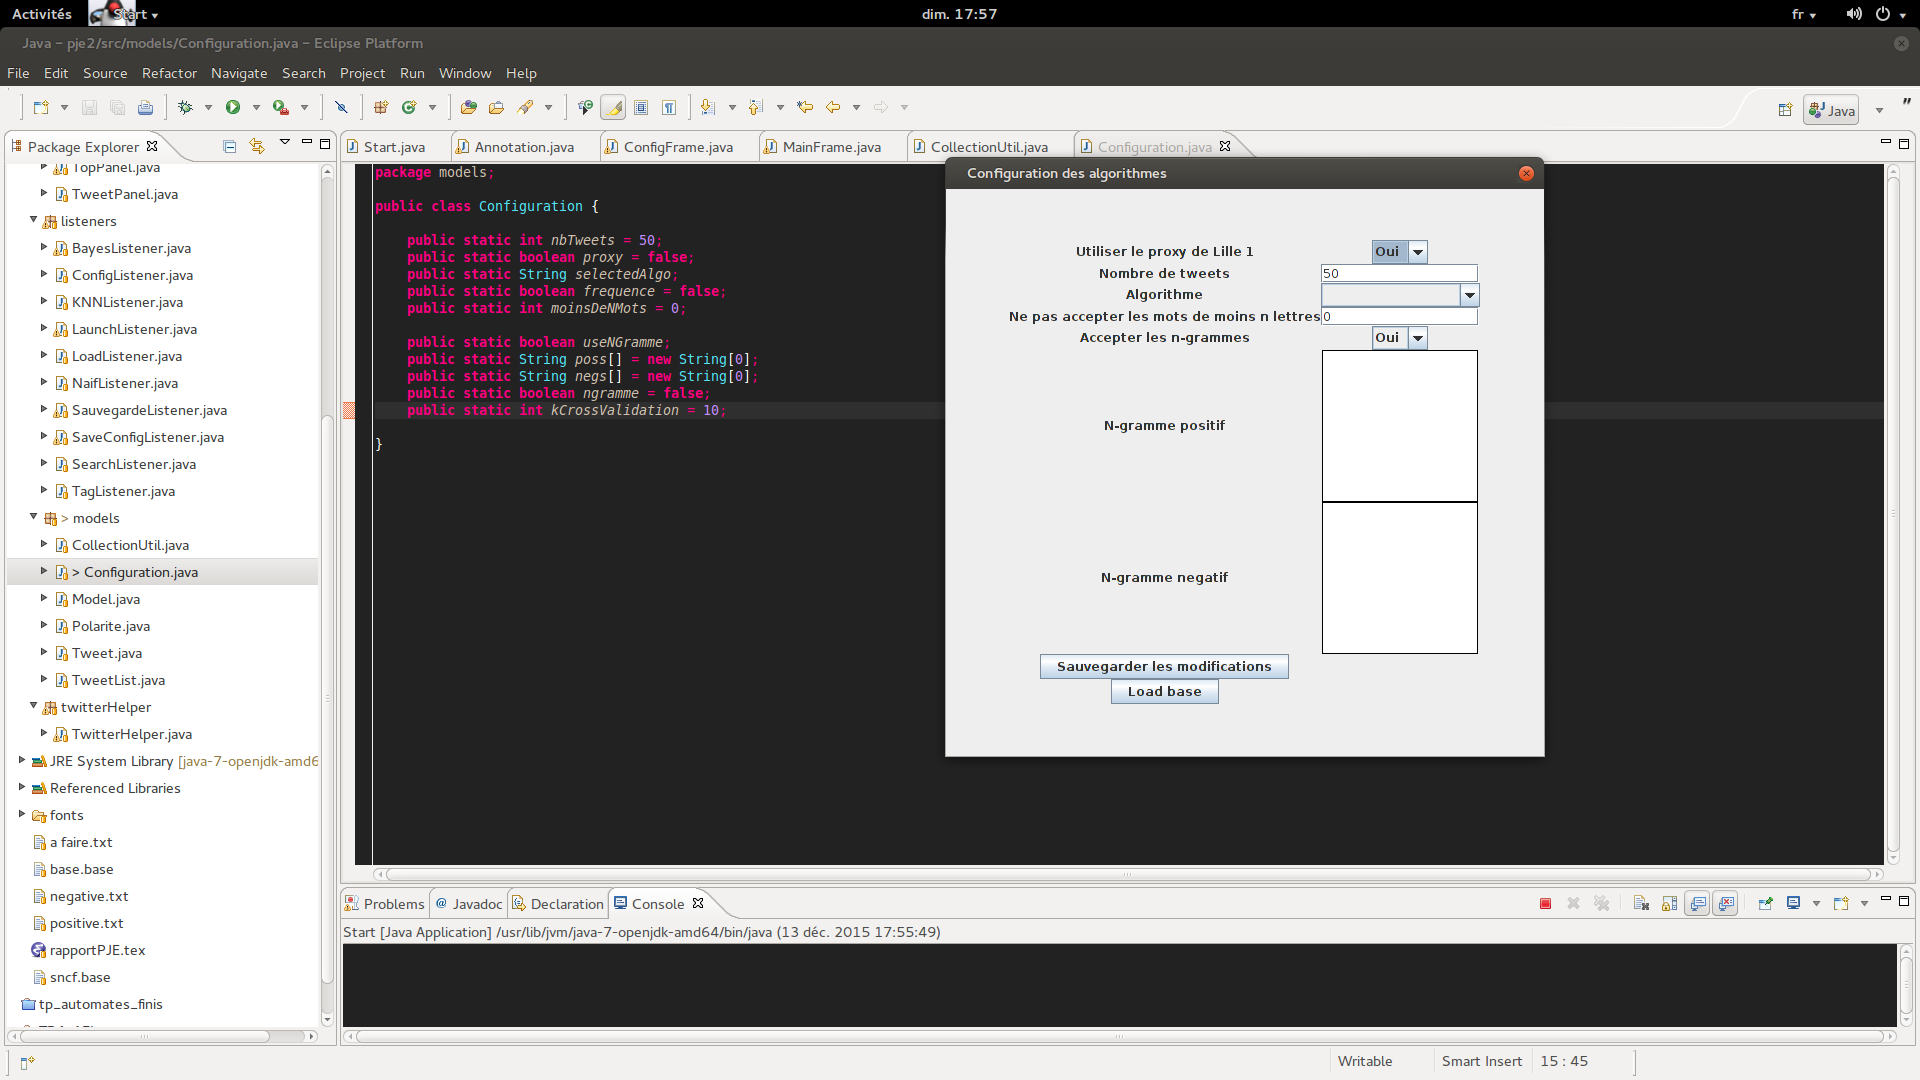 Activités
Start
dim. 17:57
fr
Java – pje2/src/models/Configuration.java – Eclipse Platform
File Edit Source Refactor Navigate Search Project Run Window Help
Java
Package Explorer
TopPanel.java
TweetPanel.java
listeners
BayesListener.java
ConfigListener.java
KNNListener.java
LaunchListener.java
LoadListener.java
NaifListener.java
SauvegardeListener.java
SaveConfigListener.java
SearchListener.java
TagListener.java
> models
CollectionUtil.java
> Configuration.java
Model.java
Polarite.java
Tweet.java
TweetList.java
twitterHelper
TwitterHelper.java
JRE System Library [java-7-openjdk-amd6
Referenced Libraries
fonts
a faire.txt
base.base
negative.txt
positive.txt
rapportPJE.tex
sncf.base
tp_automates_finis
Start.java
Annotation.java
ConfigFrame.java
MainFrame.java
CollectionUtil.java
Configuration.java
package models;
public class Configuration {
public static int nbTweets = 50;
public static boolean proxy = false;
public static String selectedAlgo;
public static boolean frequence = false;
public static int moinsDeNMots = 0;
public static boolean useNGramme;
public static String poss[] = new String[0];
public static String negs[] = new String[0];
public static boolean ngramme = false;
public static int kCrossValidation = 10;
}
Configuration des algorithmes
Utiliser le proxy de Lille 1 Oui
Nombre de tweets 50
Algorithme
Ne pas accepter les mots de moins n lettres 0
Accepter les n-grammes Oui
N-gramme positif
N-gramme negatif
Sauvegarder les modifications
Load base
Problems
Javadoc
Declaration
Console
Start [Java Application] /usr/lib/jvm/java-7-openjdk-amd64/bin/java (13 déc. 2015 17:55:49)
Writable
Smart Insert
15 : 45